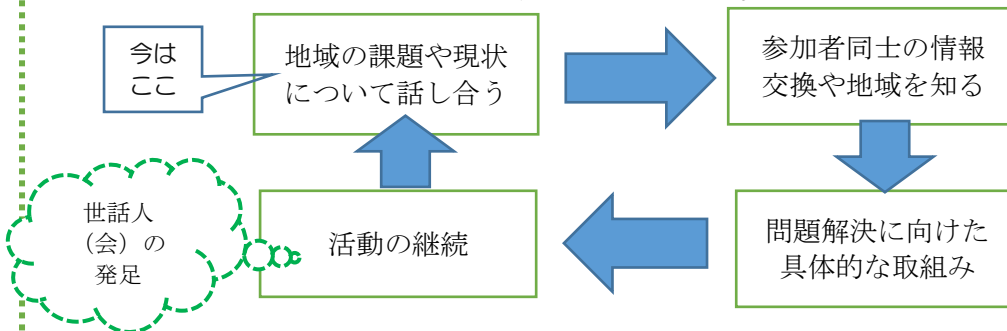 今は
ここ
地域の課題や現状
について話し合う
参加者同士の情報
交換や地域を知る
問題解決に向けた
具体的な取組み
活動の継続
世話人
（会）の
発足